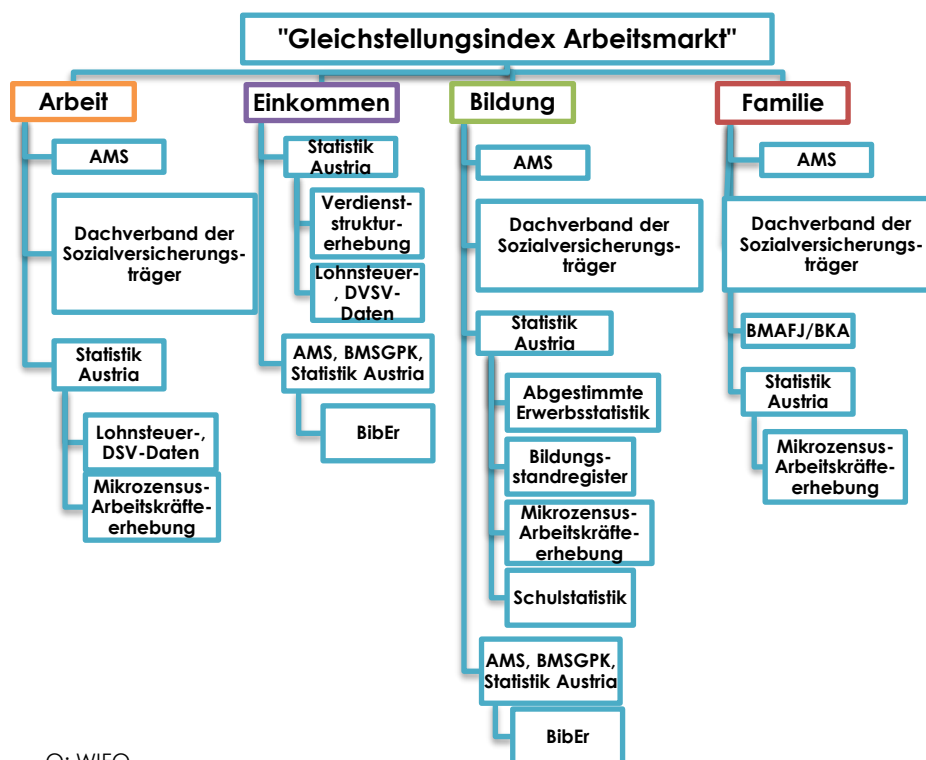 "Gleichstellungsindex Arbeitsmarkt"
Arbeit
AMS
Dachverband der
Sozialversicherungs-
träger
Statistik
Austria
Lohnsteuer-,
DSV-Daten
Mikrozensus-
Arbeitskräfte-
erhebung
Einkommen
Statistik
Austria
Verdienst-
struktur-
erhebung
Lohnsteuer-
, DVSV-
Daten
AMS, BMSGPK,
Statistik Austria
BibEr
Bildung
AMS
Dachverband der
Sozialversicherungs-
träger
Statistik
Austria
Abgestimmte
Erwerbsstatistik
Bildungs-
standregister
Mikrozensus-
Arbeitskräfte-
erhebung
Schulstatistik
AMS, BMSGPK,
Statistik Austria
BibEr
Familie
AMS
Dachverband der
Sozialversicherungs-
träger
BMAFJ/BKA
Statistik
Austria
Mikrozensus-
Arbeitskräfte-
erhebung
Q: WIFO